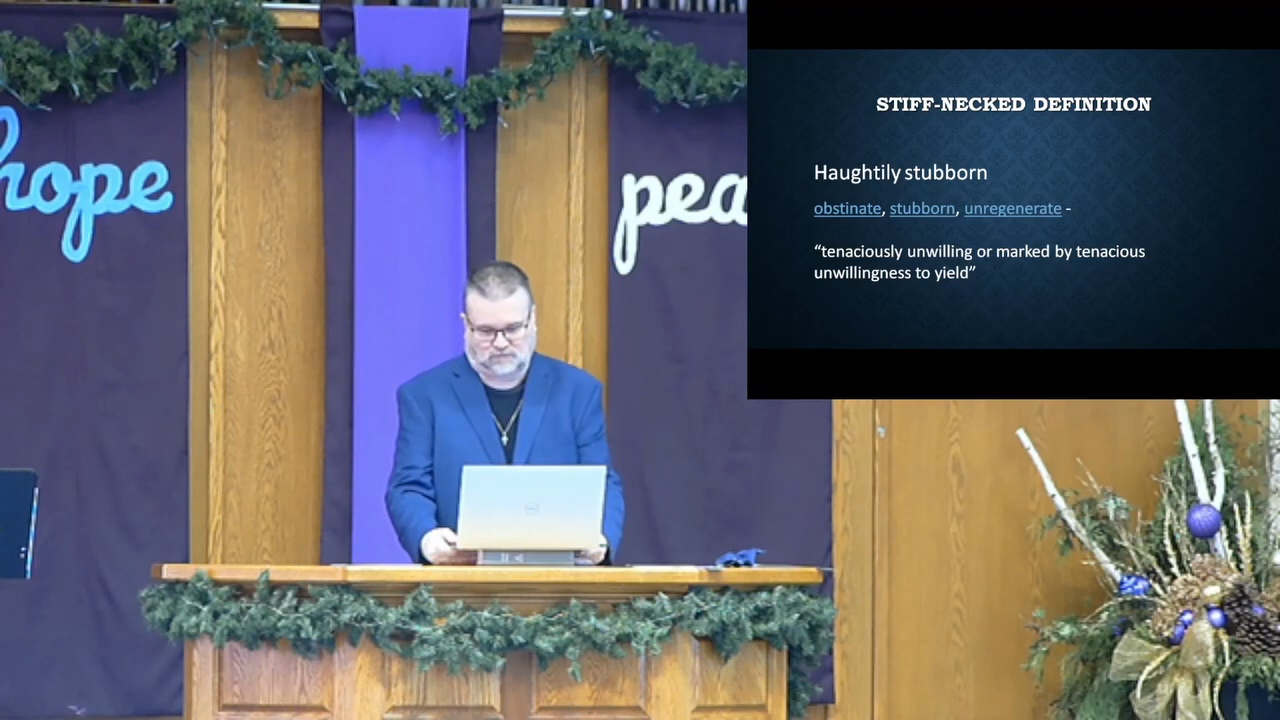 hope
pea
STIFF-NECKED DEFINITION
Haughtily stubborn
obstinate, stubborn, unregenerate -
“tenaciously unwilling or marked by tenacious
unwillingness to yield”
DELL